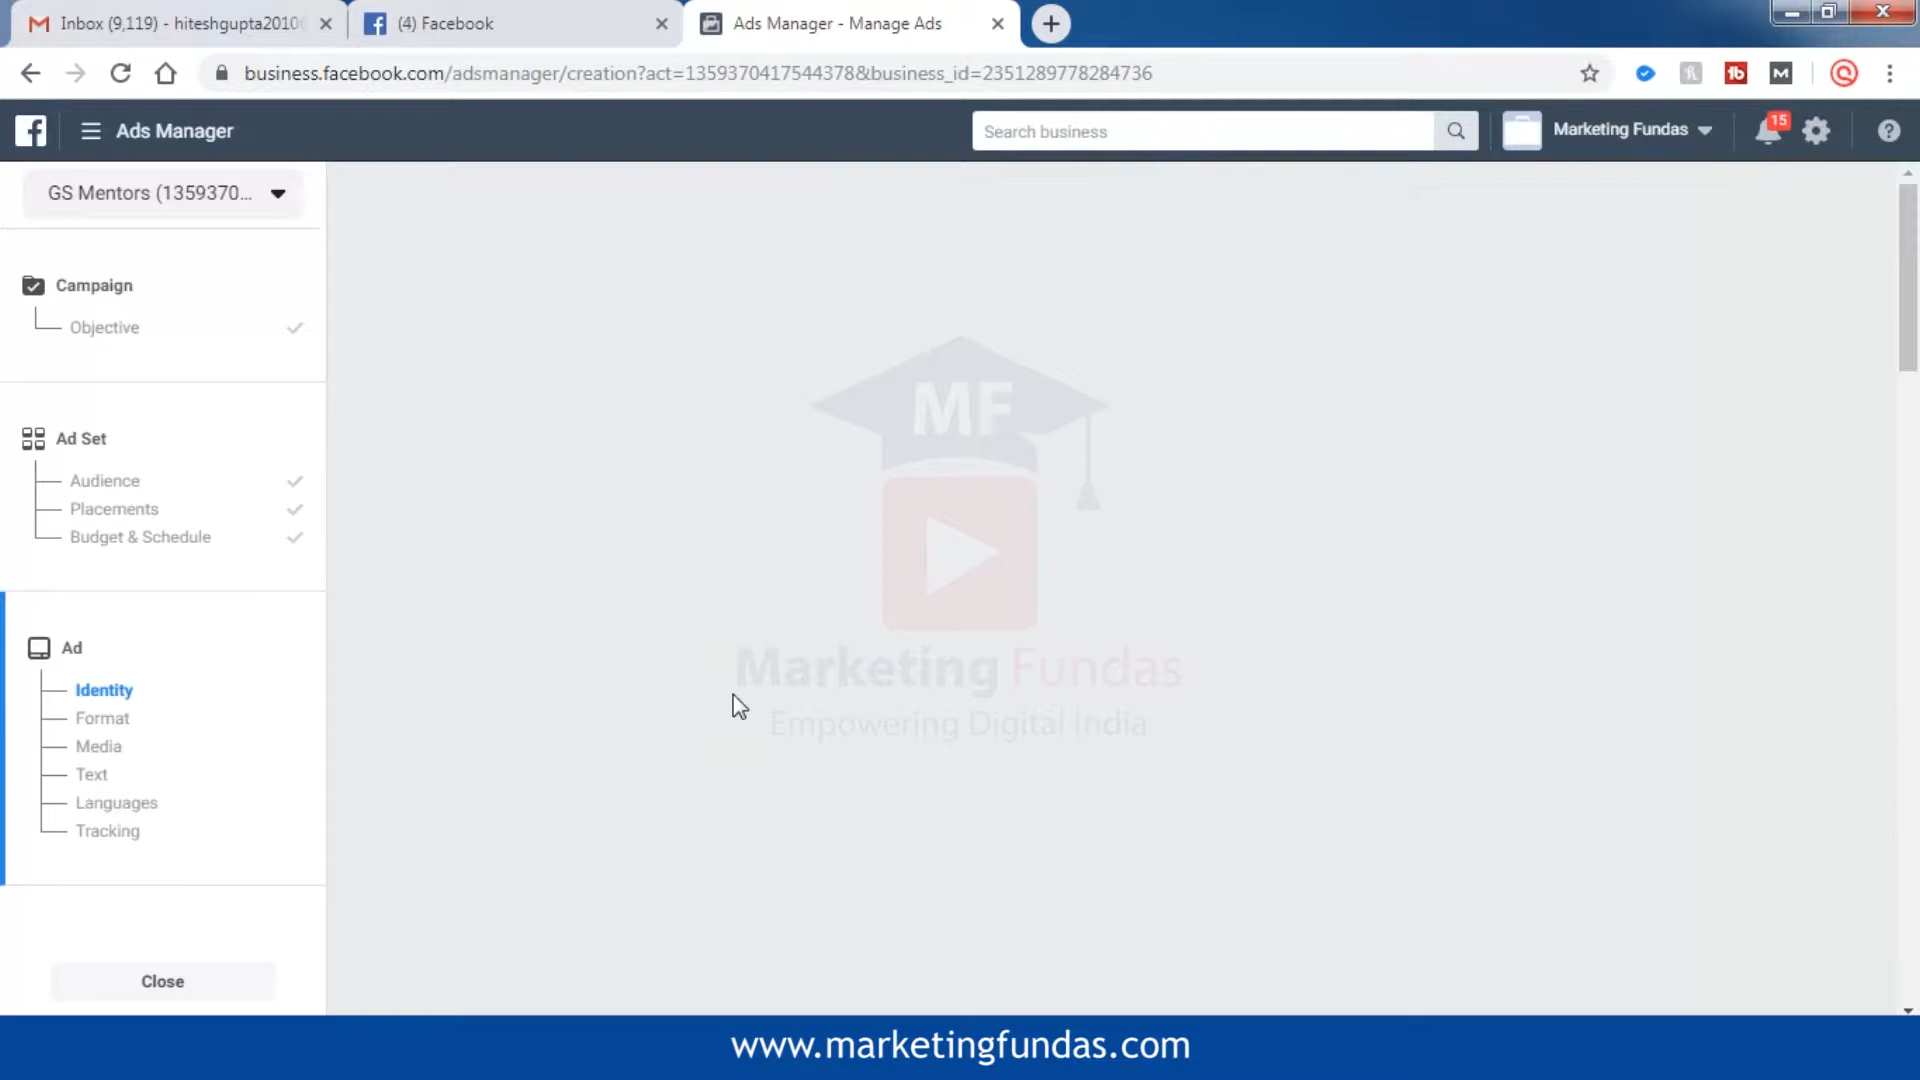 Inbox (9,119) - hiteshgupta2010
(4) Facebook
Ads Manager - Manage Ads
business.facebook.com/adsmanager/creation?act=1359370417544378&business_id=2351289778284736
Ads Manager
Search business
Marketing Fundas
15
GS Mentors (1359370...
Campaign
Objective
Ad Set
Audience
Placements
Budget & Schedule
Ad
Identity
Format
Media
Text
Languages
Tracking
Close
MF
Marketing Fundas
Empowering Digital India
www.marketingfundas.com